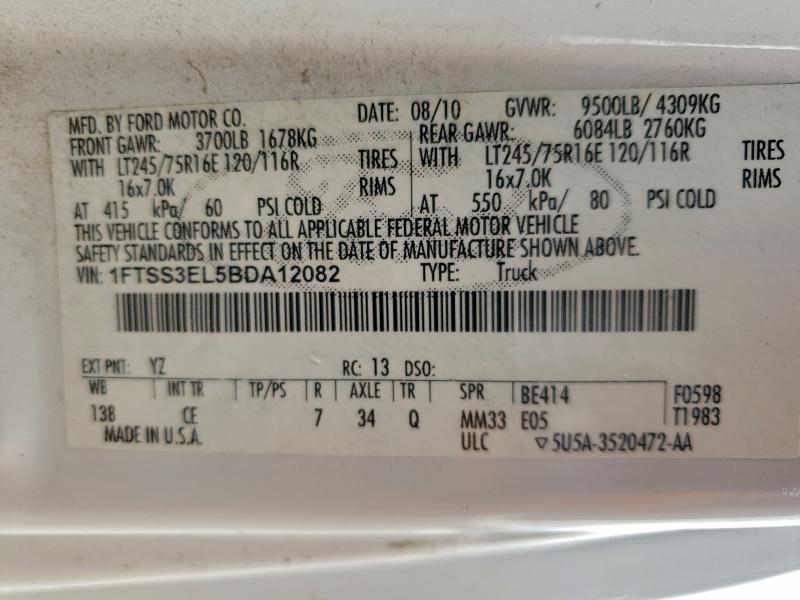 MFD. BY FORD MOTOR CO. DATE: 08/10 GVWR: 9500LB/ 4309KG
FRONT GAWR: 3700LB 1678KG REAR GAWR: 6084LB 2760KG
WITH LT245/75R16E 120/116R TIRES WITH LT245/75R16E 120/116R TIRES
16x7.0K RIMS 16x7.0K RIMS
AT 415 kPa/ 60 PSI COLD AT 550 kPa/ 80 PSI COLD
THIS VEHICLE CONFORMS TO ALL APPLICABLE FEDERAL MOTOR VEHICLE
SAFETY STANDARDS IN EFFECT ON THE DATE OF MANUFACTURE SHOWN ABOVE.
VIN: 1FTSS3EL5BDA12082 TYPE: Truck
EXT PNT: YZ RC: 13 DSO:
WB INT TR TP/PS R AXLE TR SPR BE414 F0598
138 CE 7 34 Q MM33 E05 T1983
MADE IN U.S.A. ULC ▽5U5A-3520472-AA